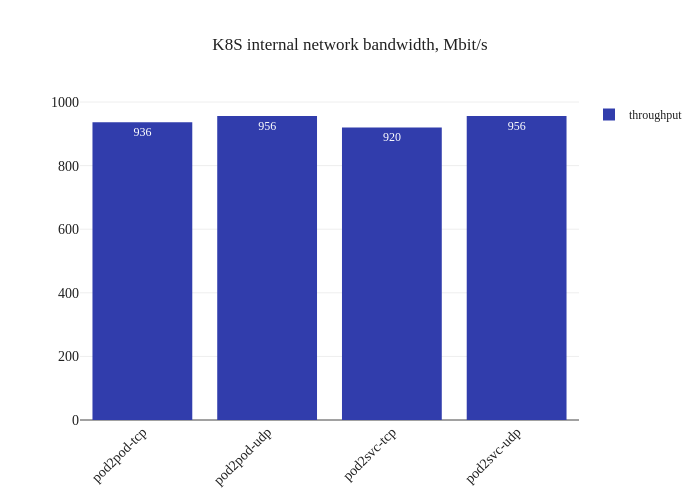 K8S internal network bandwidth, Mbit/s
1000
800
600
400
200
0
936
956
920
956
throughput
pod2pod-tcp
pod2pod-udp
pod2svc-tcp
pod2svc-udp